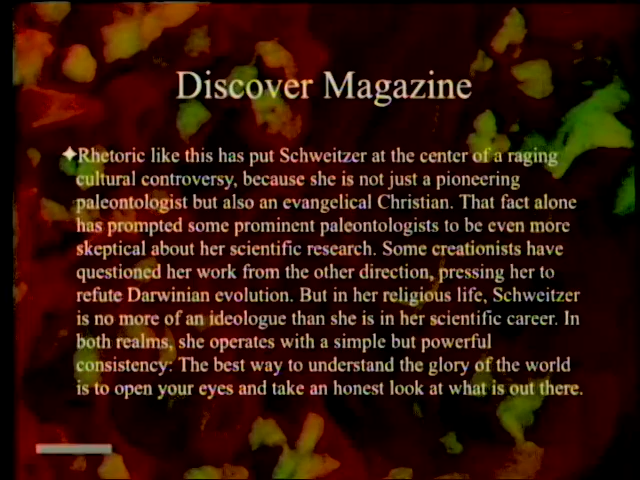 Discover Magazine
Rhetoric like this has put Schweitzer at the center of a raging
cultural controversy, because she is not just a pioneering
paleontologist but also an evangelical Christian. That fact alone
has prompted some prominent paleontologists to be even more
skeptical about her scientific research. Some creationists have
questioned her work from the other direction, pressing her to
refute Darwinian evolution. But in her religious life, Schweitzer
is no more of an ideologue than she is in her scientific career. In
both realms, she operates with a simple but powerful
consistency: The best way to understand the glory of the world
is to open your eyes and take an honest look at what is out there.